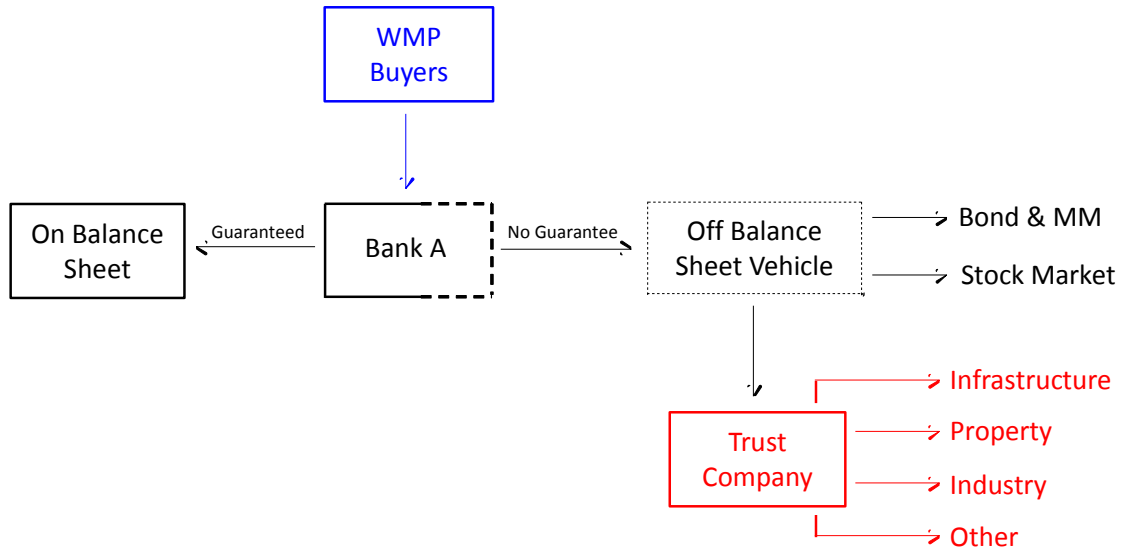 WMP
Buyers
On Balance
Sheet
Guaranteed
Bank A
No Guarantee
Off Balance
Sheet Vehicle
Bond & MM
Stock Market
Trust
Company
Infrastructure
Property
Industry
Other